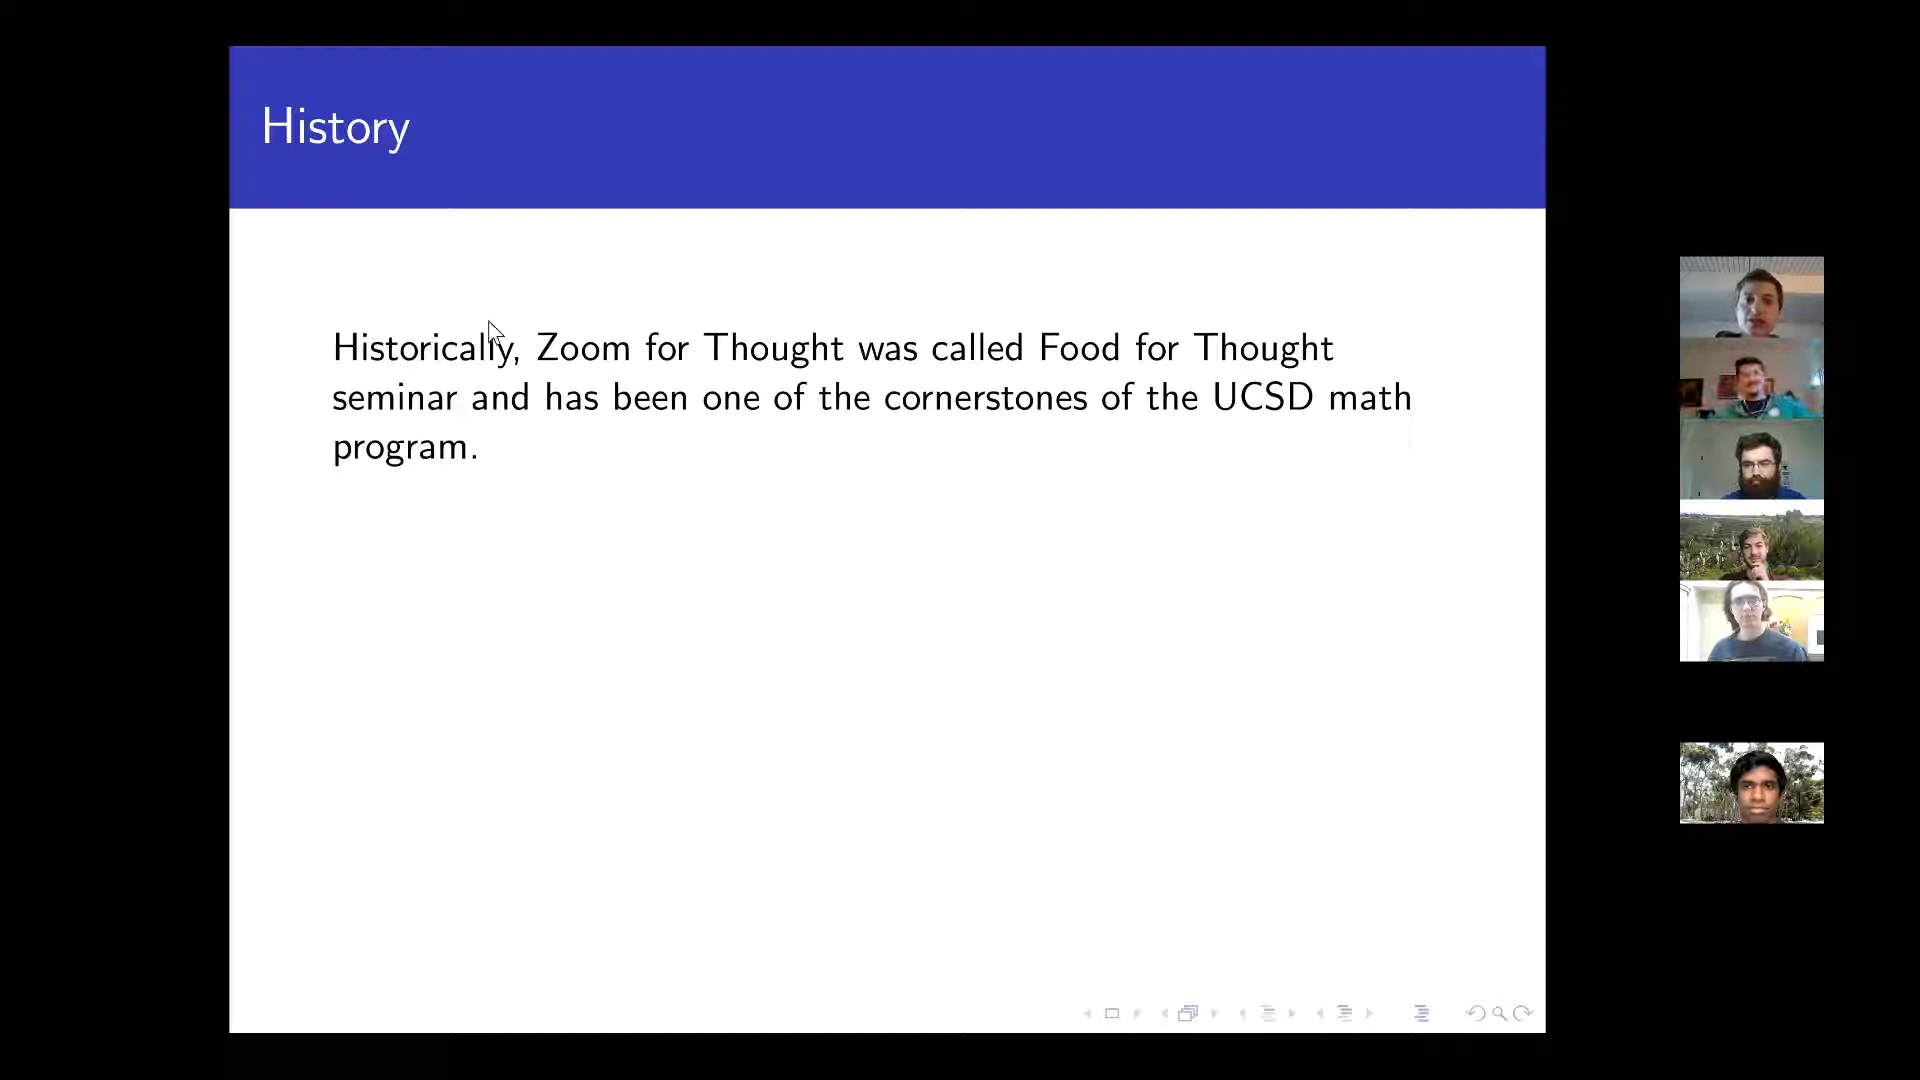 History
Historically, Zoom for Thought was called Food for Thought
seminar and has been one of the cornerstones of the UCSD math
program.